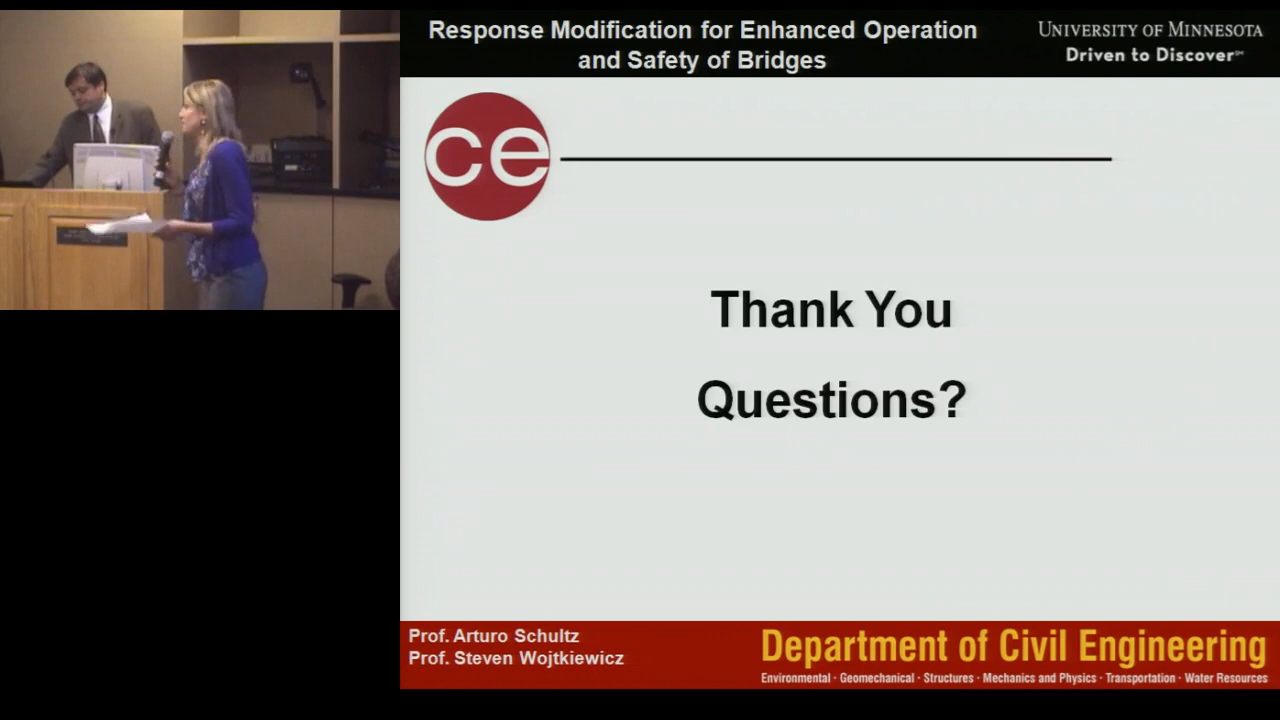 Response Modification for Enhanced Operation
and Safety of Bridges
UNIVERSITY OF MINNESOTA
Driven to Discover℠
ce
Thank You
Questions?
Prof. Arturo Schultz
Prof. Steven Wojtkiewicz
Department of Civil Engineering
Environmental · Geomechanical · Structures · Mechanics and Physics · Transportation · Water Resources